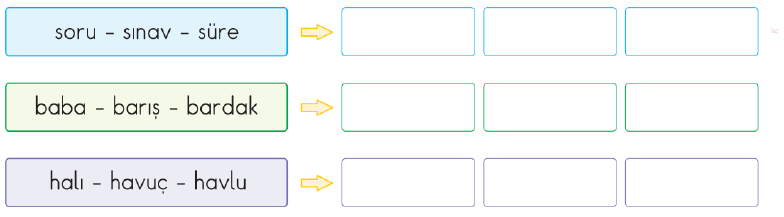 soru - sınav - süre
baba - barış - bardak
halı - havuç - havlu